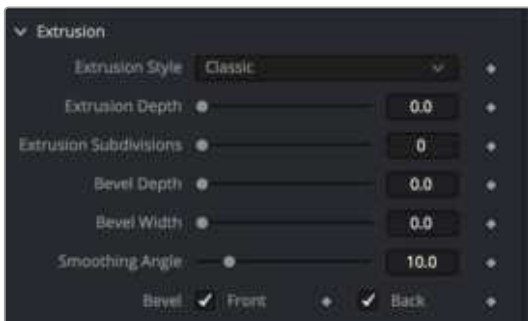 Extrusion
Extrusion Style Classic
Extrusion Depth 0.0
Extrusion Subdivisions 0
Bevel Depth 0.0
Bevel Width 0.0
Smoothing Angle 10.0
Bevel Front Back